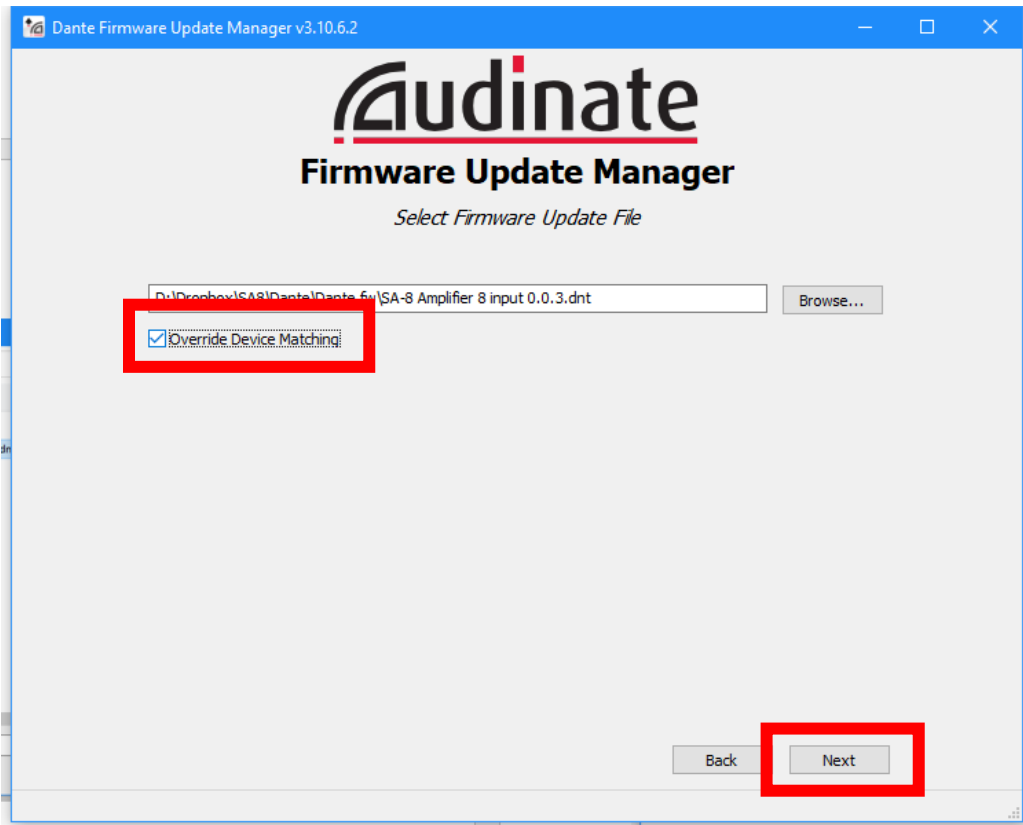 Dante Firmware Update Manager v3.10.6.2
Audinate
Firmware Update Manager
Select Firmware Update File
D:\Dropbox\SA8\Dante\Dante fw\SA-8 Amplifier 8 input 0.0.3.dnt
Browse...
Override Device Matching
Back
Next